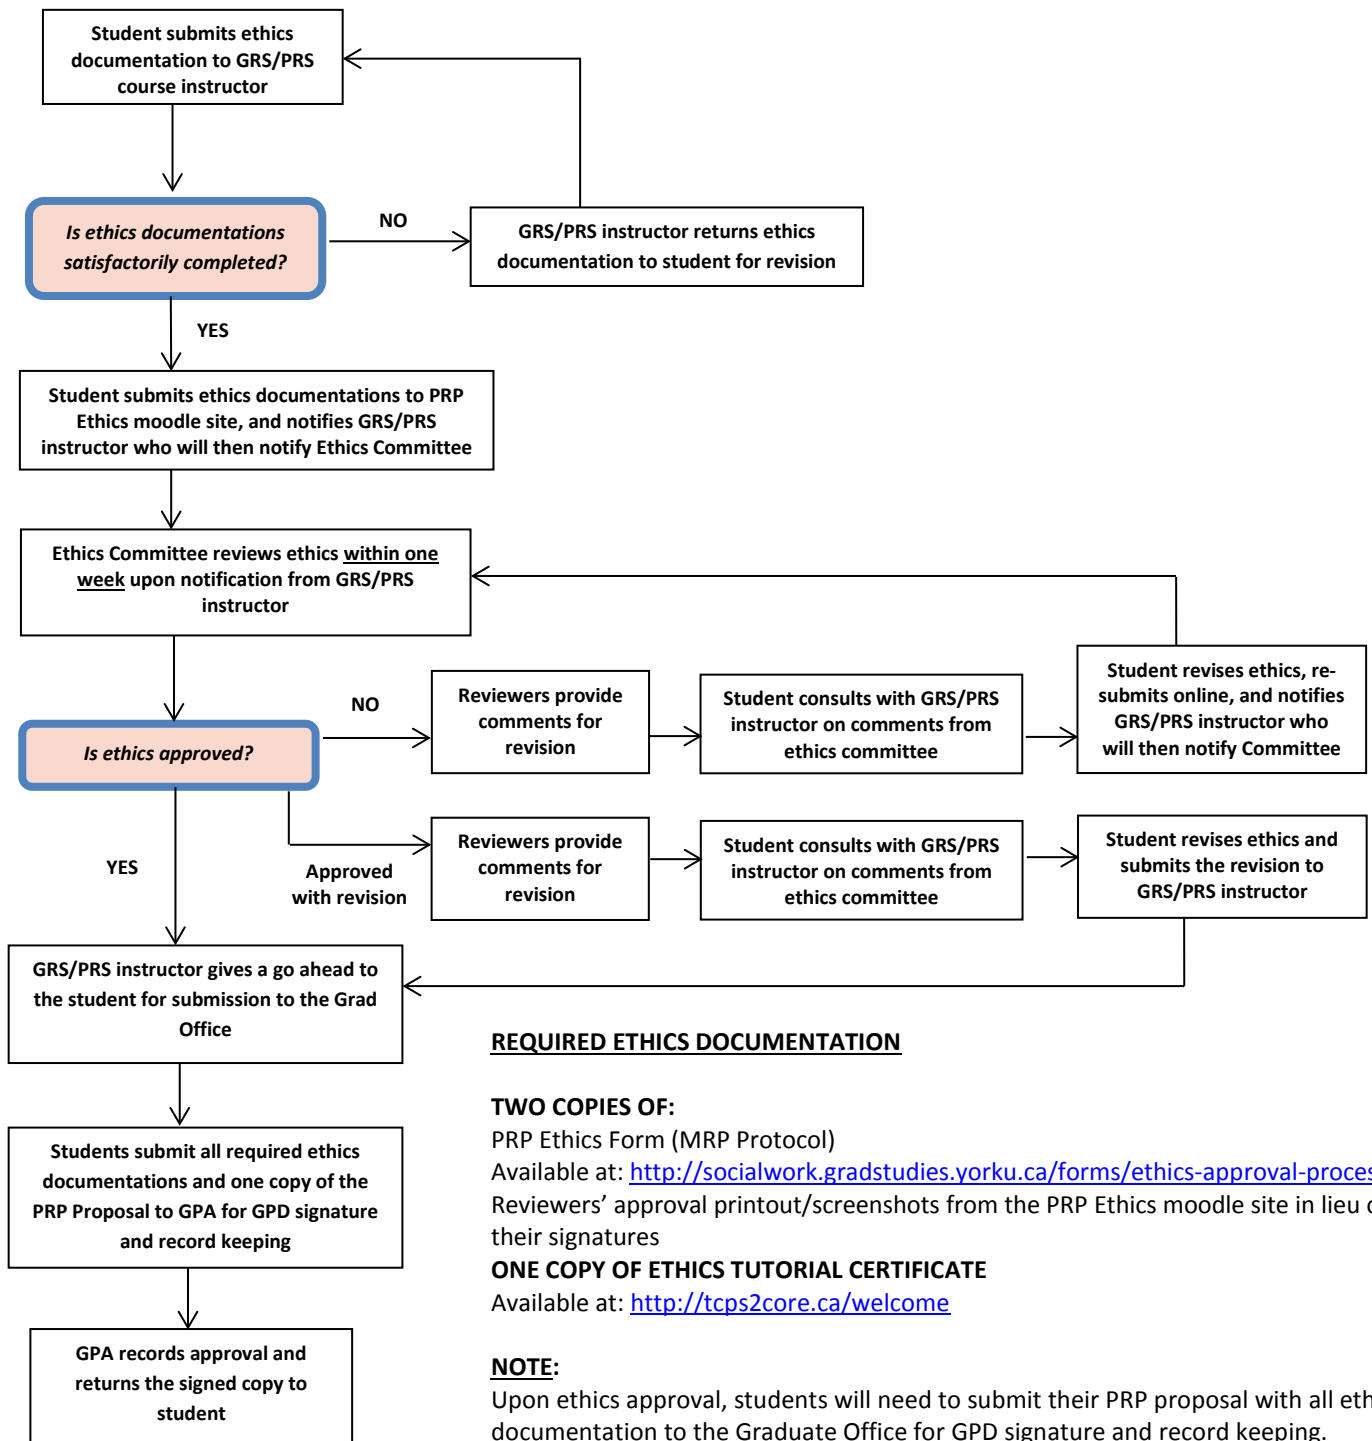 Student submits ethics
documentation to GRS/PRS
course instructor
Is ethics documentations
satisfactorily completed?
NO
GRS/PRS instructor returns ethics
documentation to student for revision
YES
Student submits ethics documentations to PRP
Ethics moodle site, and notifies GRS/PRS
instructor who will then notify Ethics Committee
Ethics Committee reviews ethics within one
week upon notification from GRS/PRS
instructor
Is ethics approved?
NO
Reviewers provide
comments for
revision
Student consults with GRS/PRS
instructor on comments from
ethics committee
Student revises ethics, re-
submits online, and notifies
GRS/PRS instructor who
will then notify Committee
YES
Approved
with revision
Reviewers provide
comments for
revision
Student consults with GRS/PRS
instructor on comments from
ethics committee
Student revises ethics and
submits the revision to
GRS/PRS instructor
GRS/PRS instructor gives a go ahead to
the student for submission to the Grad
Office
Students submit all required ethics
documentations and one copy of the
PRP Proposal to GPA for GPD signature
and record keeping
GPA records approval and
returns the signed copy to
student
REQUIRED ETHICS DOCUMENTATION
TWO COPIES OF:
PRP Ethics Form (MRP Protocol)
Available at: http://socialwork.gradstudies.yorku.ca/forms/ethics-approval-proces
Reviewers’ approval printout/screenshots from the PRP Ethics moodle site in lieu
their signatures
ONE COPY OF ETHICS TUTORIAL CERTIFICATE
Available at: http://tcps2core.ca/welcome
NOTE:
Upon ethics approval, students will need to submit their PRP proposal with all eth
documentation to the Graduate Office for GPD signature and record keeping.